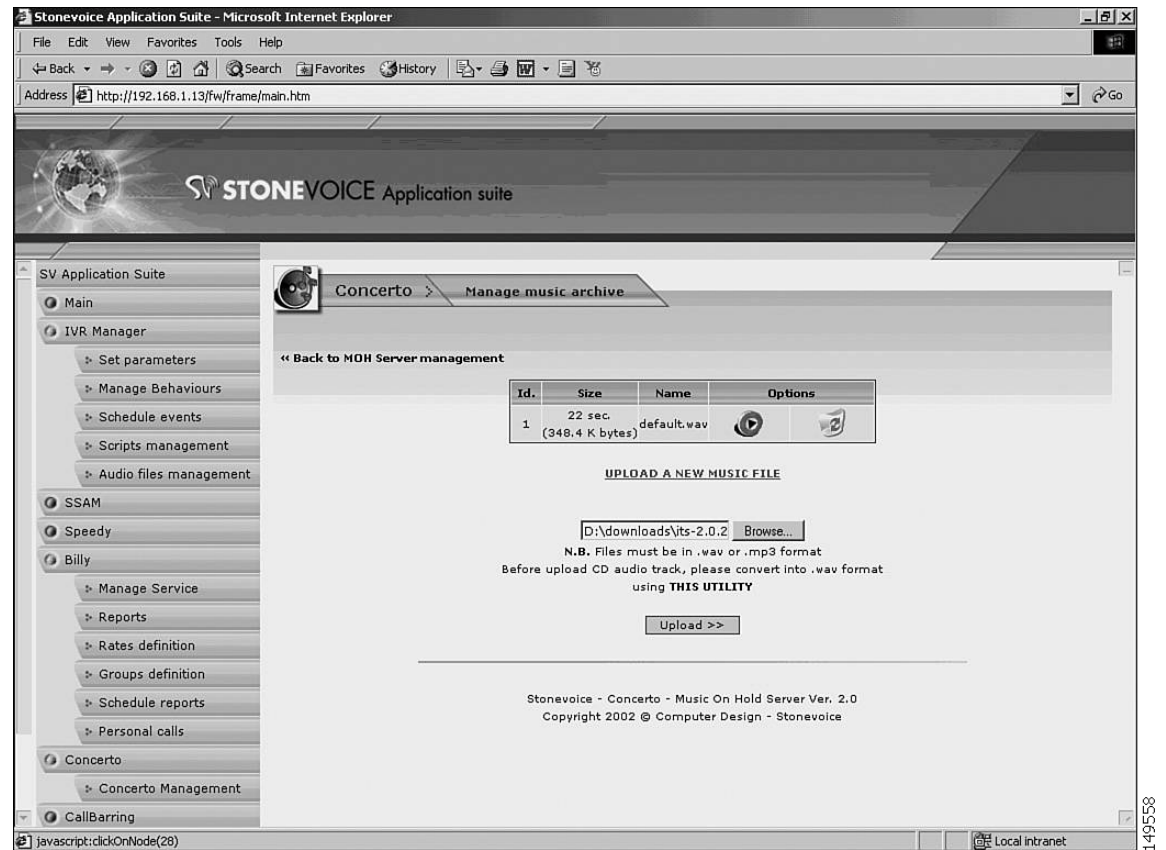 Stonevoice Application Suite - Microsoft Internet Explorer
File Edit View Favorites Tools Help
Back Search Favorites History
Address http://192.168.1.13/fw/frame/main.htm Go
SV STONEVOICE Application suite
SV Application Suite
Main
IVR Manager
Set parameters
Manage Behaviours
Schedule events
Scripts management
Audio files management
SSAM
Speedy
Billy
Manage Service
Reports
Rates definition
Groups definition
Schedule reports
Personal calls
Concerto
Concerto Management
CallBarring
Concerto > Manage music archive
‹‹ Back to MOH Server management
Id. Size Name Options
1 22 sec. (348.4 K bytes) default.wav
UPLOAD A NEW MUSIC FILE
D:\downloads\its-2.0.2 Browse...
N.B. Files must be in .wav or .mp3 format
Before upload CD audio track, please convert into .wav format
using THIS UTILITY
Upload >>
Stonevoice - Concerto - Music On Hold Server Ver. 2.0
Copyright 2002 © Computer Design - Stonevoice
javascript:clickOnNode(28) Local intranet
149558